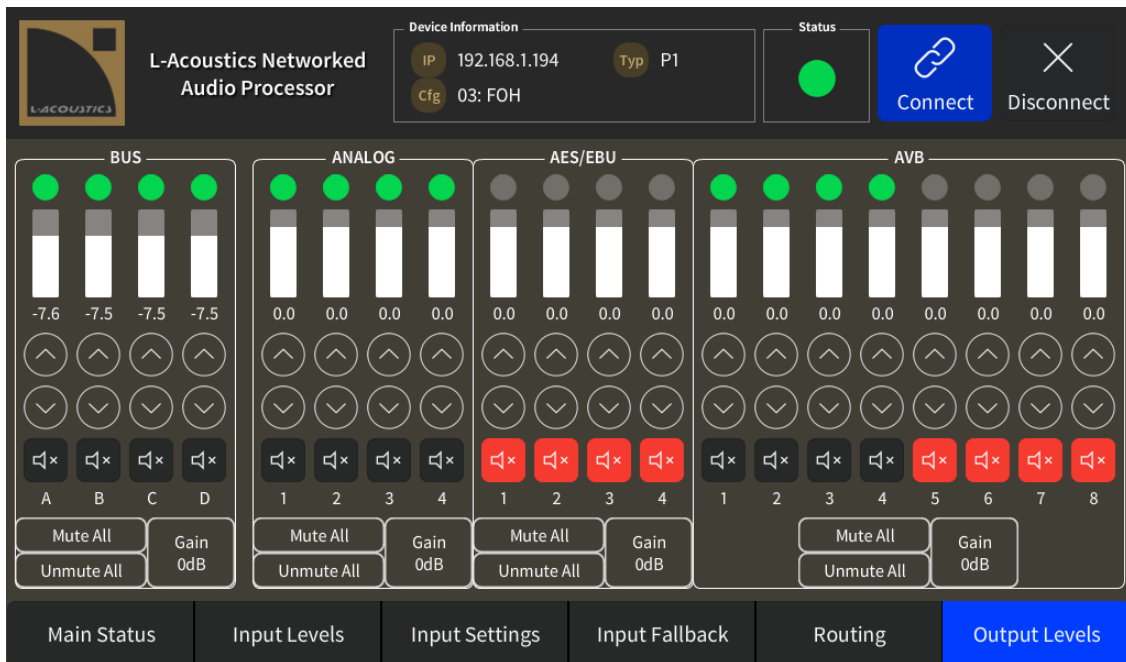 L-ACOUSTICS
L-Acoustics Networked
Audio Processor
Device Information
IP 192.168.1.194 Typ P1
Cfg 03: FOH
Status
Connect
Disconnect
BUS
-7.6 -7.5 -7.5 -7.5
A B C D
Mute All
Unmute All
Gain
0dB
ANALOG
0.0 0.0 0.0 0.0
1 2 3 4
Mute All
Unmute All
Gain
0dB
AES/EBU
0.0 0.0 0.0 0.0
1 2 3 4
Mute All
Unmute All
Gain
0dB
AVB
0.0 0.0 0.0 0.0 0.0 0.0 0.0 0.0
1 2 3 4 5 6 7 8
Mute All
Unmute All
Gain
0dB
Main Status
Input Levels
Input Settings
Input Fallback
Routing
Output Levels